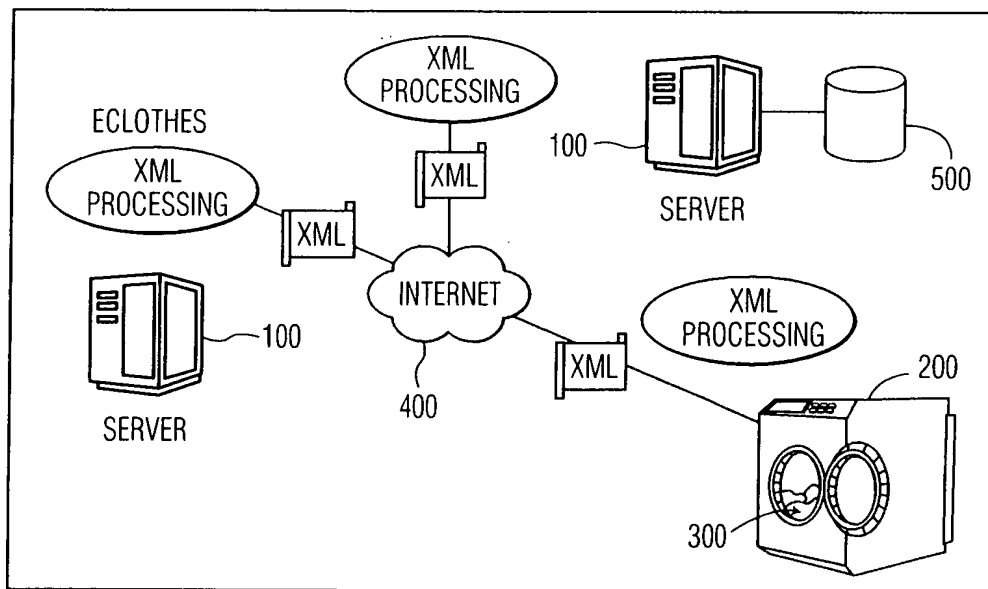 XML
PROCESSING
ECLOTHES
XML
PROCESSING
XML
XML
100
500
SERVER
INTERNET
100
SERVER
400
XML
XML
PROCESSING
200
300